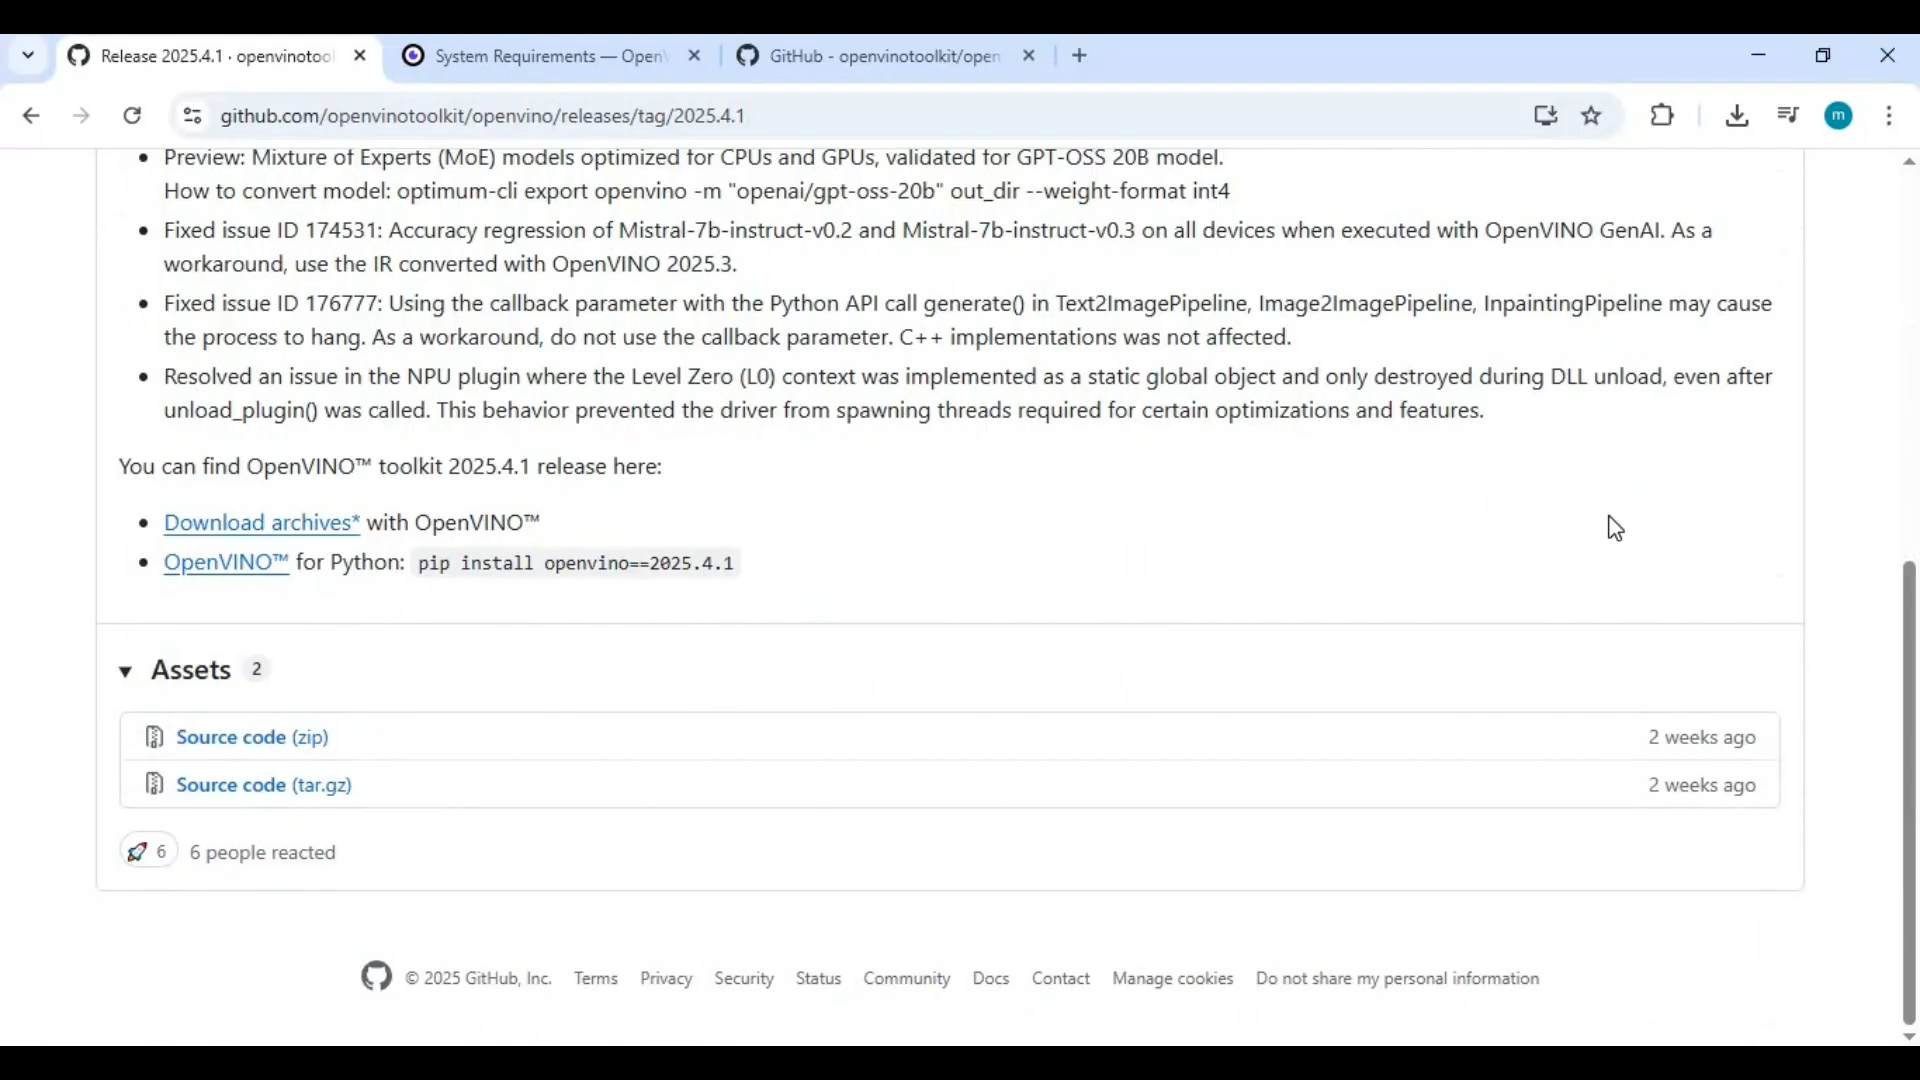 Release 2025.4.1 · openvinotool
System Requirements — OpenV
GitHub - openvinotoolkit/open
github.com/openvinotoolkit/openvino/releases/tag/2025.4.1
m
Preview: Mixture of Experts (MoE) models optimized for CPUs and GPUs, validated for GPT-OSS 20B model.
How to convert model: optimum-cli export openvino -m "openai/gpt-oss-20b" out_dir --weight-format int4
Fixed issue ID 174531: Accuracy regression of Mistral-7b-instruct-v0.2 and Mistral-7b-instruct-v0.3 on all devices when executed with OpenVINO GenAI. As a
workaround, use the IR converted with OpenVINO 2025.3.
Fixed issue ID 176777: Using the callback parameter with the Python API call generate() in Text2ImagePipeline, Image2ImagePipeline, InpaintingPipeline may cause
the process to hang. As a workaround, do not use the callback parameter. C++ implementations was not affected.
Resolved an issue in the NPU plugin where the Level Zero (L0) context was implemented as a static global object and only destroyed during DLL unload, even after
unload_plugin() was called. This behavior prevented the driver from spawning threads required for certain optimizations and features.
You can find OpenVINO™ toolkit 2025.4.1 release here:
Download archives* with OpenVINO™
OpenVINO™ for Python: pip install openvino==2025.4.1
Assets 2
Source code (zip) 2 weeks ago
Source code (tar.gz) 2 weeks ago
🚀 6 6 people reacted
© 2025 GitHub, Inc. Terms Privacy Security Status Community Docs Contact Manage cookies Do not share my personal information